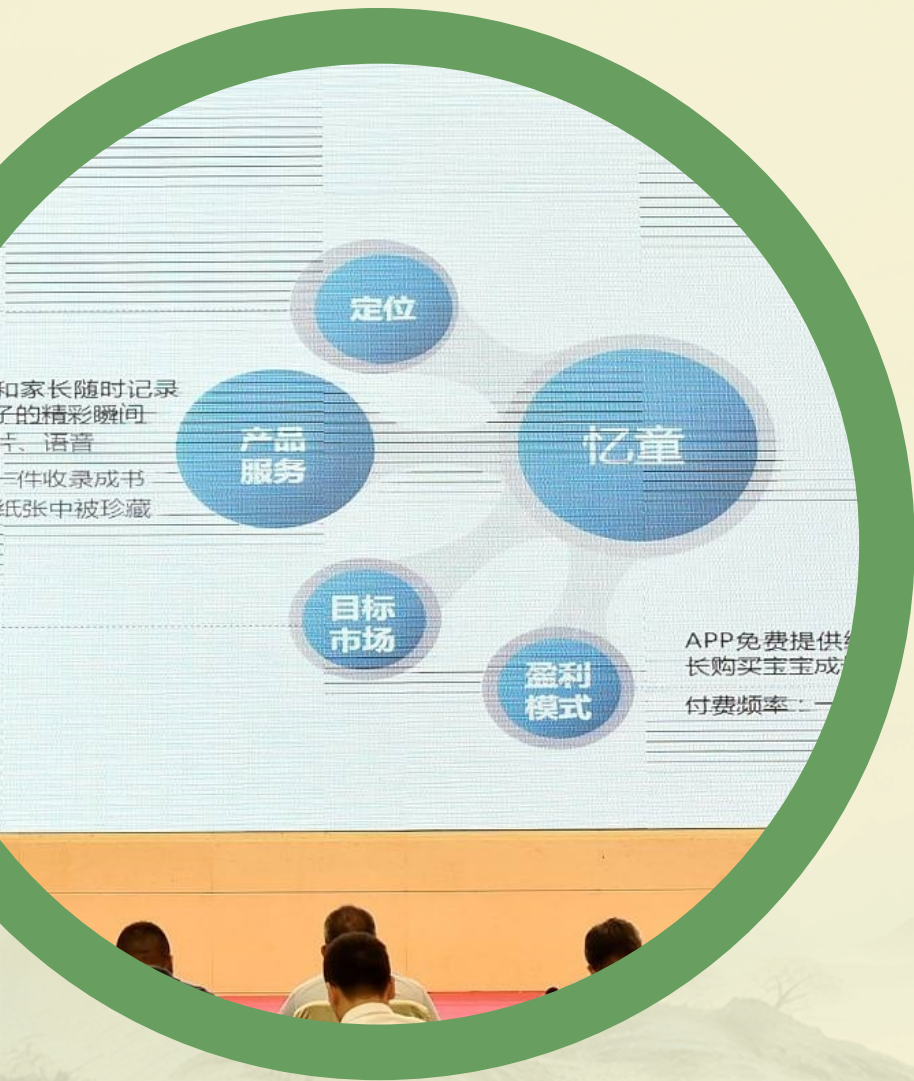 定位
和家长随时记录
子的精彩瞬间
片、语音
一件收录成书
纸张中被珍藏
产品
服务
忆童
目标
市场
盈利
模式
APP免费提供
长购买宝宝成
付费频率：一